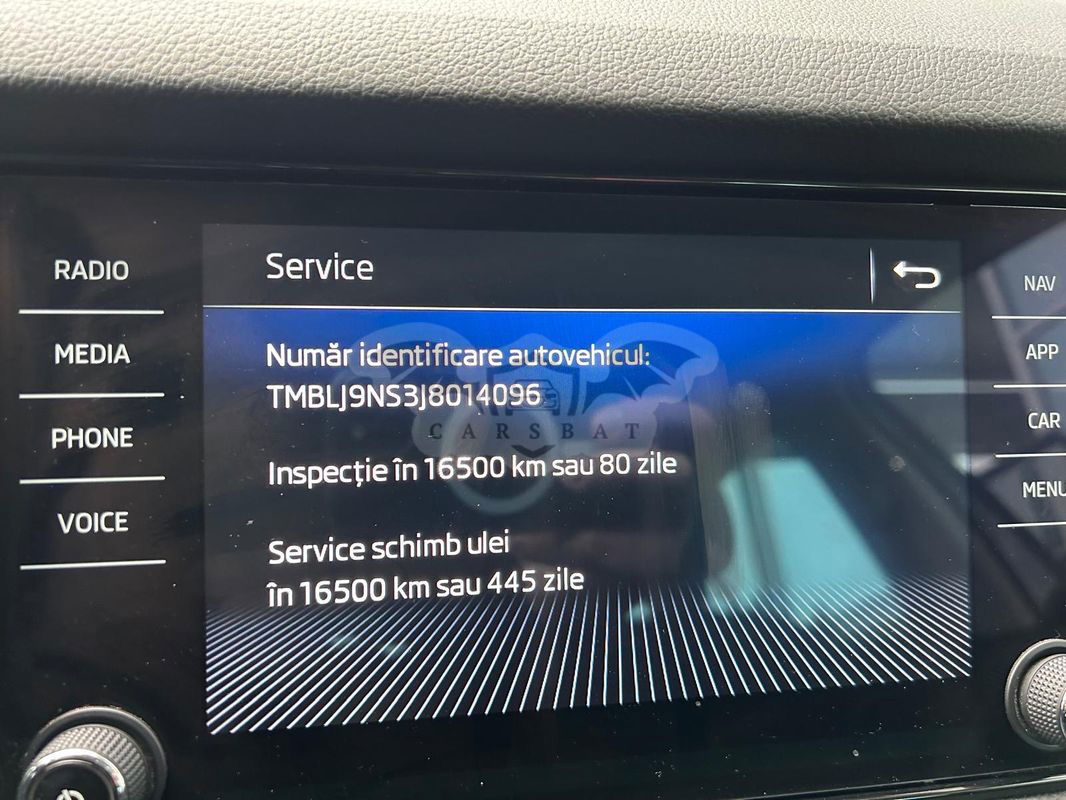 Service
RADIO
MEDIA
PHONE
VOICE
Număr identificare autovehicul:
TMBLJ9NS3J8014096
CARSBAT
Inspecție în 16500 km sau 80 zile
Service schimb ulei
în 16500 km sau 445 zile
NAV
APP
CAR
MENU